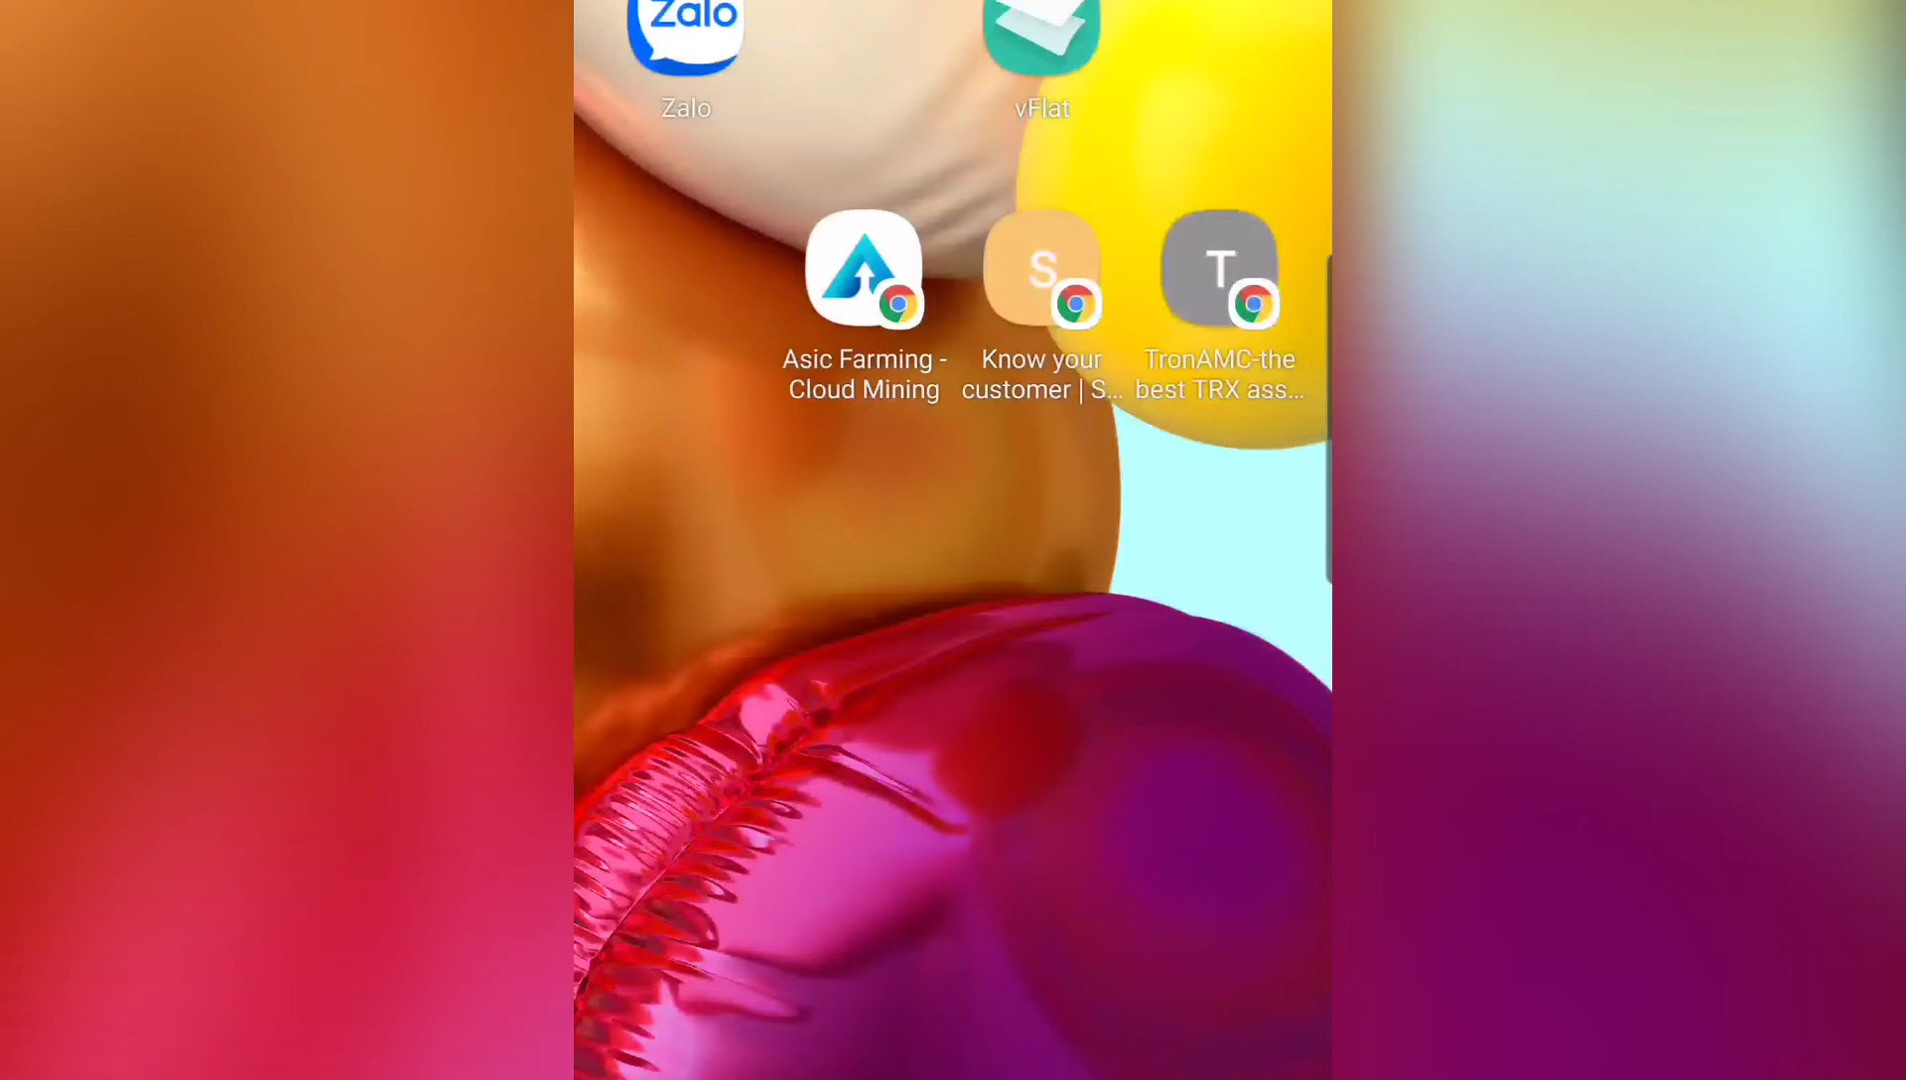 Zalo
Zalo
vFlat
S
T
Asic Farming -
Cloud Mining
Know your
customer | S...
TronAMC-the
best TRX ass...